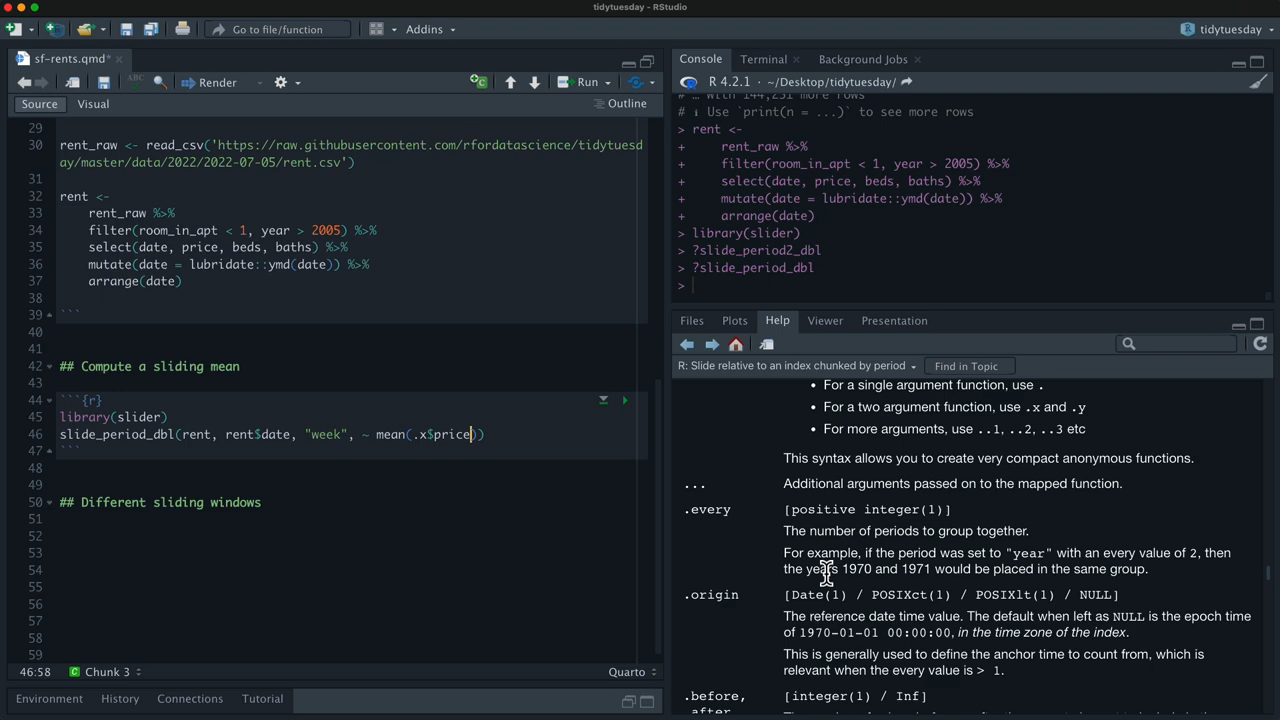 tidytuesday - RStudio
Go to file/function
Addins
tidytuesday
sf-rents.qmd*
Render
Run
Source
Visual
Outline
29
30 rent_raw <- read_csv('https://raw.githubusercontent.com/rfordatascience/tidytuesd
ay/master/data/2022/2022-07-05/rent.csv')
31
32 rent <-
33 rent_raw %>%
34 filter(room_in_apt < 1, year > 2005) %>%
35 select(date, price, beds, baths) %>%
36 mutate(date = lubridate::ymd(date)) %>%
37 arrange(date)
38
39 ```
40
41
42 ## Compute a sliding mean
43
44 ```{r}
45 library(slider)
46 slide_period_dbl(rent, rent$date, "week", ~ mean(.x$price))
47 ```
48
49
50 ## Different sliding windows
51
52
53
54
55
56
57
58
59
46:58
Chunk 3
Quarto
Environment
History
Connections
Tutorial
Console
Terminal
Background Jobs
R 4.2.1 · ~/Desktop/tidytuesday/
# … with 144,231 more rows
# ℹ Use `print(n = ...)` to see more rows
> rent <-
+ rent_raw %>%
+ filter(room_in_apt < 1, year > 2005) %>%
+ select(date, price, beds, baths) %>%
+ mutate(date = lubridate::ymd(date)) %>%
+ arrange(date)
> library(slider)
> ?slide_period2_dbl
> ?slide_period_dbl
>
Files
Plots
Help
Viewer
Presentation
R: Slide relative to an index chunked by period
Find in Topic
• For a single argument function, use .
• For a two argument function, use .x and .y
• For more arguments, use ..1, ..2, ..3 etc
This syntax allows you to create very compact anonymous functions.
... Additional arguments passed on to the mapped function.
.every [positive integer(1)]
The number of periods to group together.
For example, if the period was set to "year" with an every value of 2, then
the years 1970 and 1971 would be placed in the same group.
.origin [Date(1) / POSIXct(1) / POSIXlt(1) / NULL]
The reference date time value. The default when left as NULL is the epoch time
of 1970-01-01 00:00:00, in the time zone of the index.
This is generally used to define the anchor time to count from, which is
relevant when the every value is > 1.
.before, [integer(1) / Inf]
.after